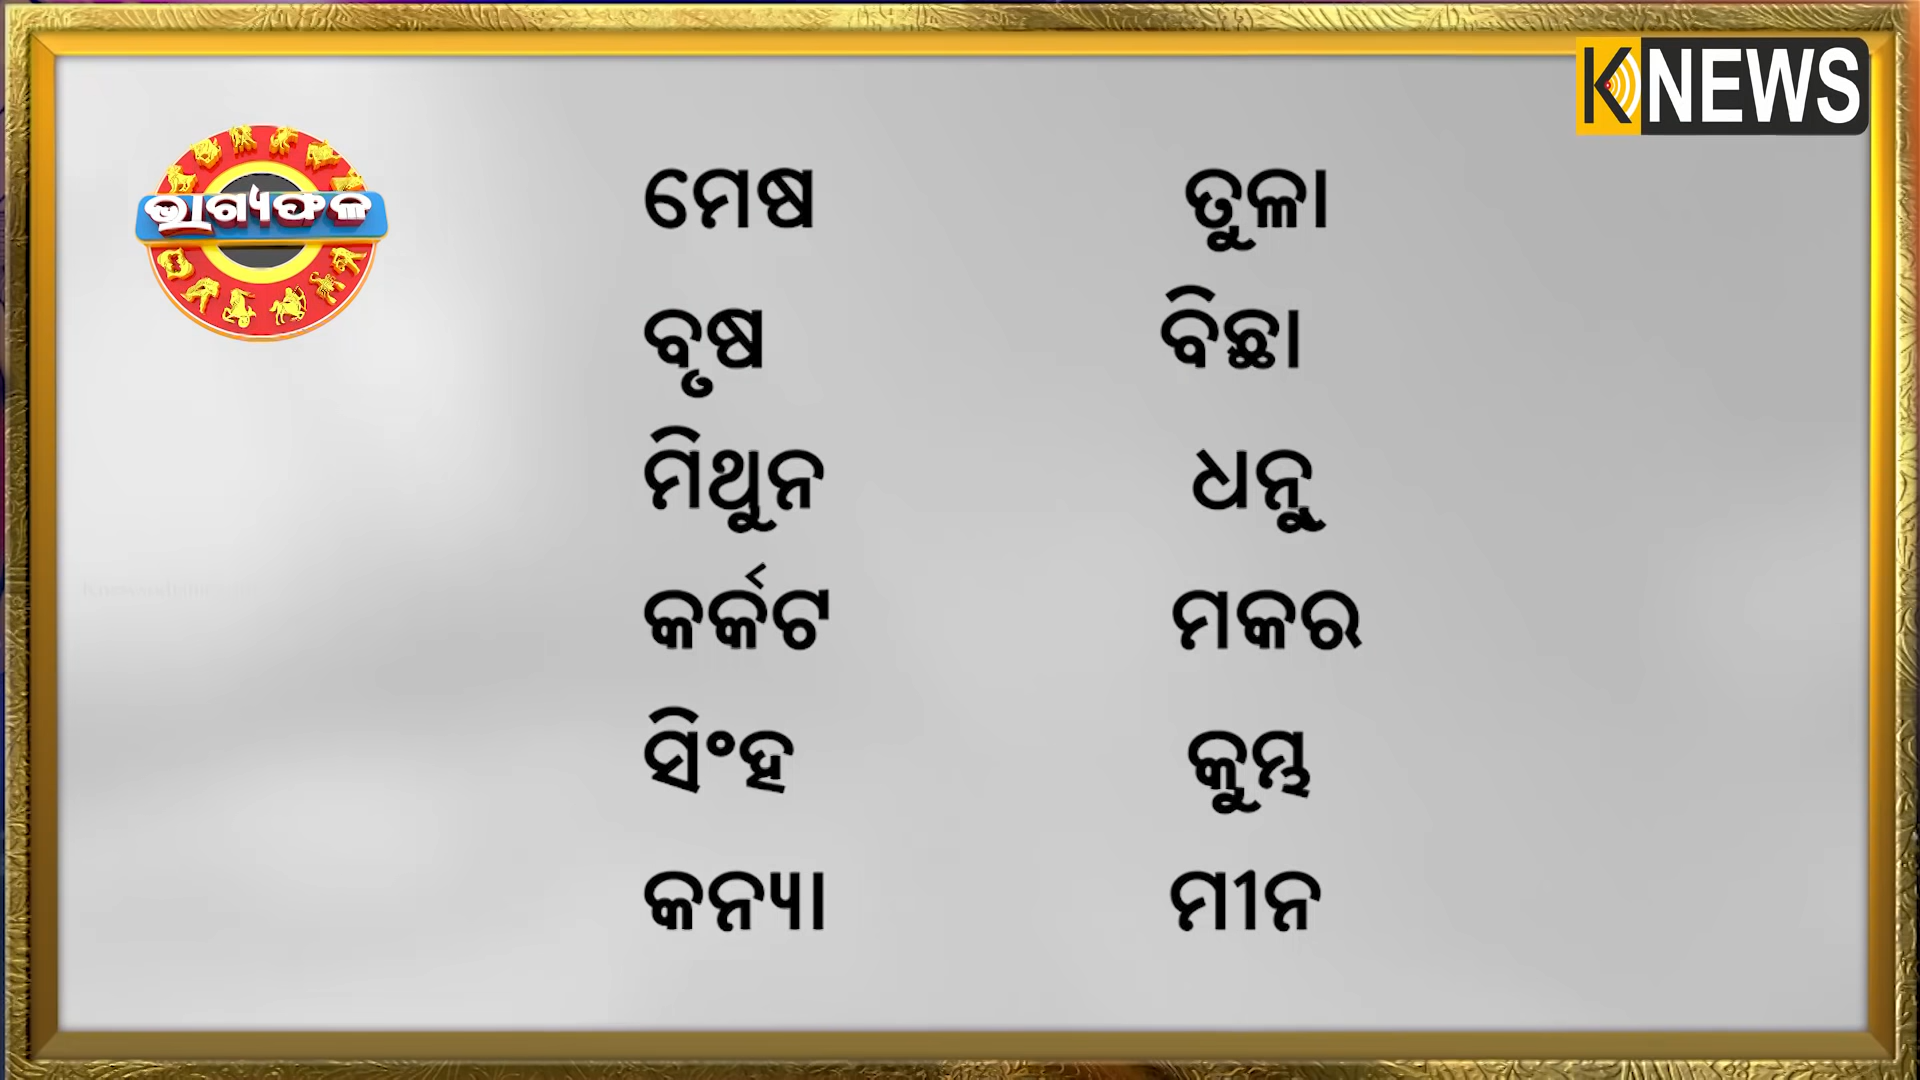 KNEWS
ଭାଗ୍ୟଫଳ
ମେଷ ତୁଳା
ବୃଷ ବିଛା
ମିଥୁନ ଧନୁ
କର୍କଟ ମକର
ସିଂହ କୁମ୍ଭ
କନ୍ୟା ମୀନ